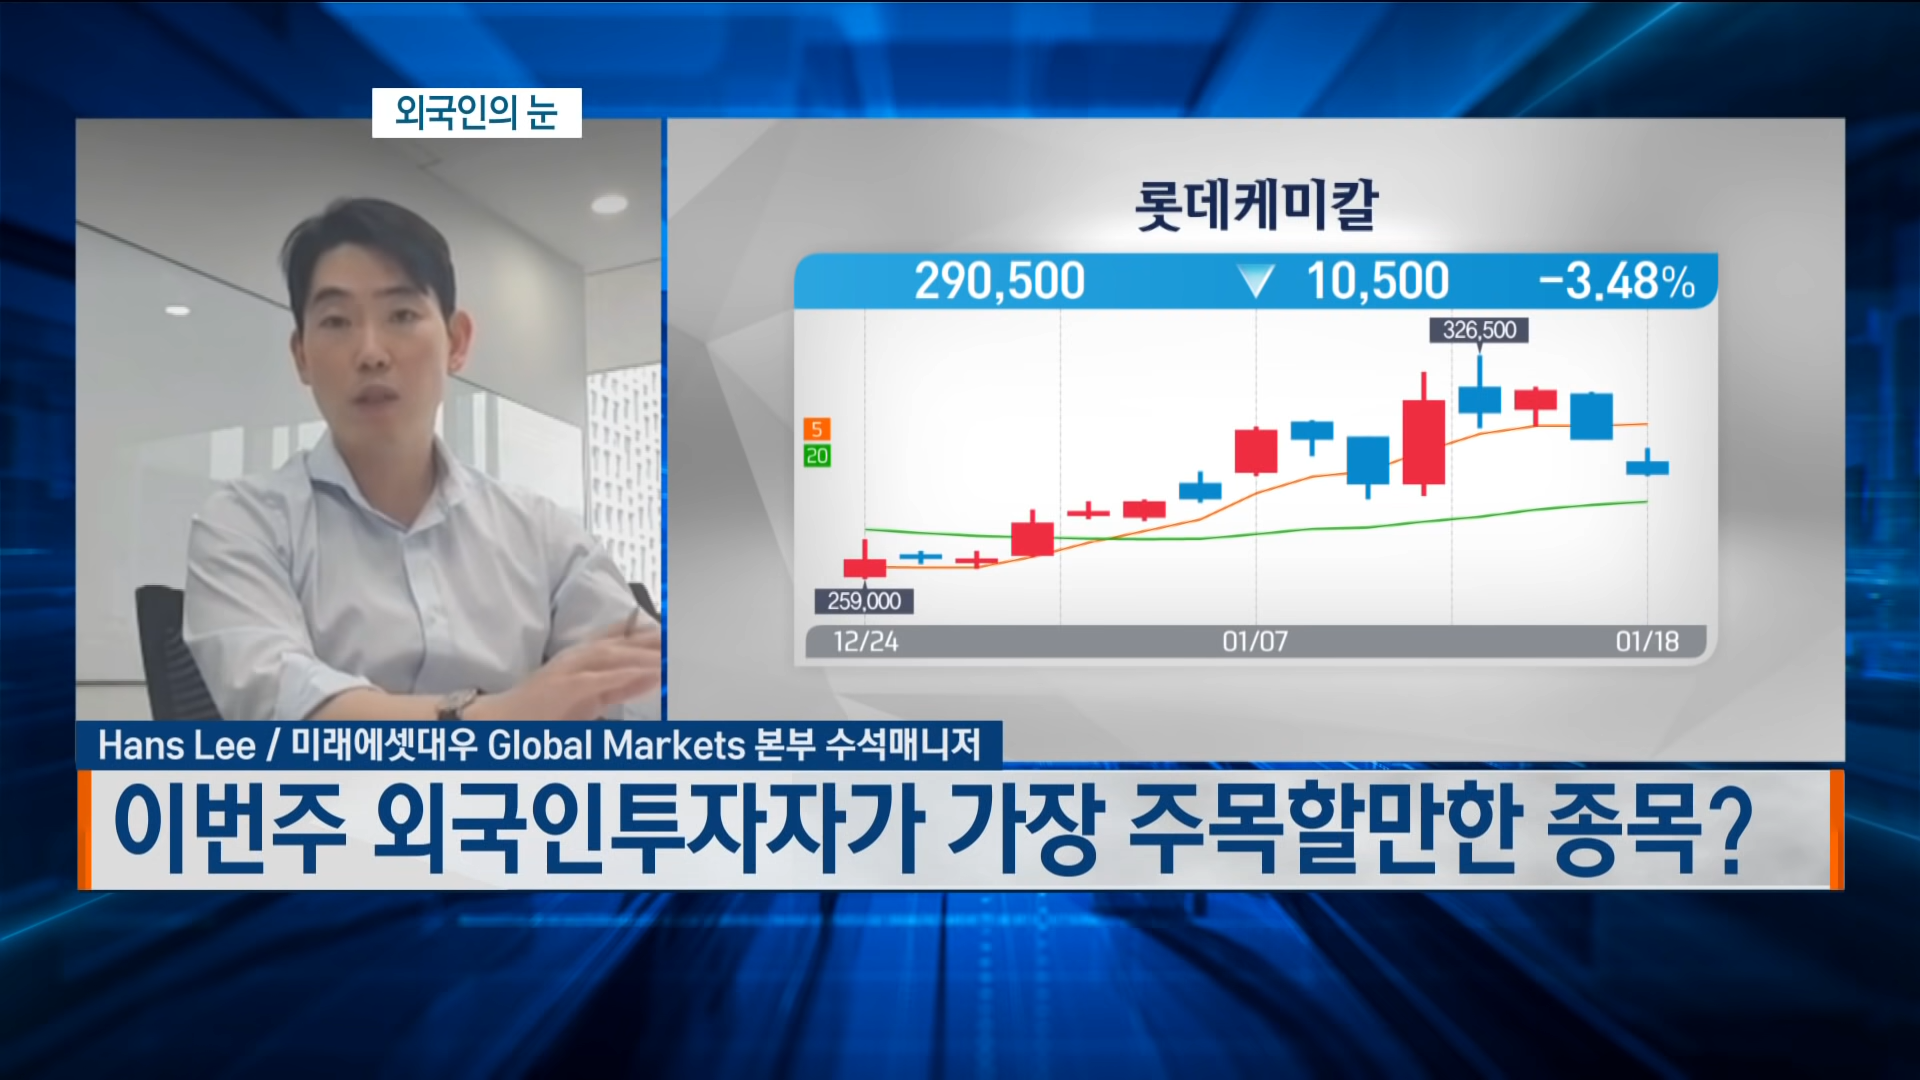 외국인의 눈
롯데케미칼
290,500 ▼ 10,500 -3.48%
326,500
5
20
259,000
12/24 01/07 01/18
Hans Lee / 미래에셋대우 Global Markets 본부 수석매니저
이번주 외국인투자자가 가장 주목할만한 종목?